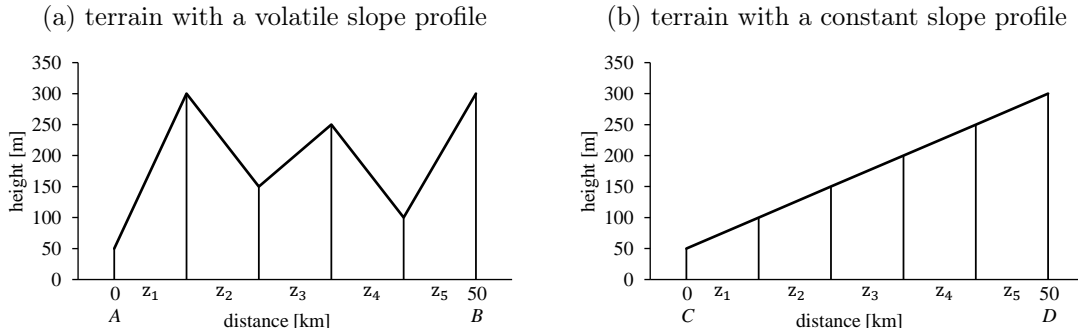 (a) terrain with a volatile slope profile
350
300
250
200
150
100
50
0
height [m]
0 z₁ z₂ z₃ z₄ z₅ 50
A distance [km] B
(b) terrain with a constant slope profile
350
300
250
200
150
100
50
0
height [m]
0 z₁ z₂ z₃ z₄ z₅ 50
C distance [km] D